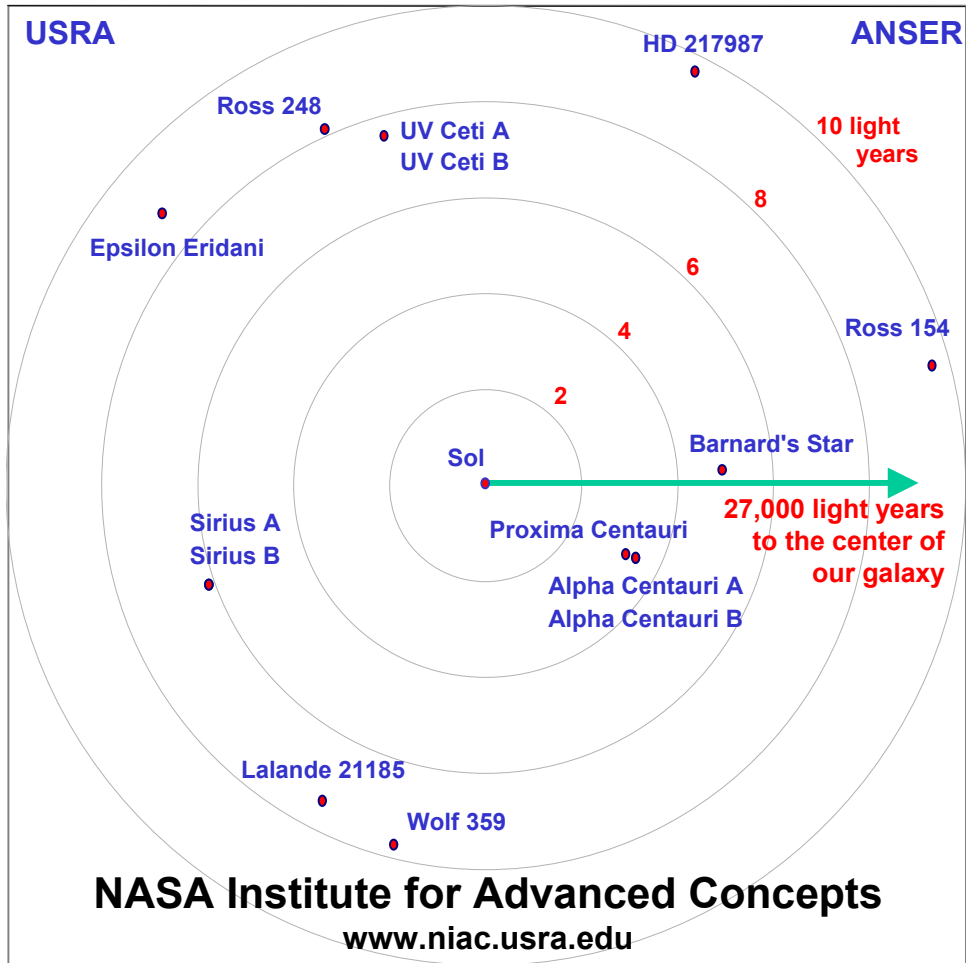 USRA
ANSER
HD 217987
Ross 248
UV Ceti A
UV Ceti B
10 light
years
8
Epsilon Eridani
6
4
Ross 154
2
Barnard's Star
Sol
27,000 light years
to the center of
our galaxy
Sirius A
Sirius B
Proxima Centauri
Alpha Centauri A
Alpha Centauri B
Lalande 21185
Wolf 359
NASA Institute for Advanced Concepts
www.niac.usra.edu